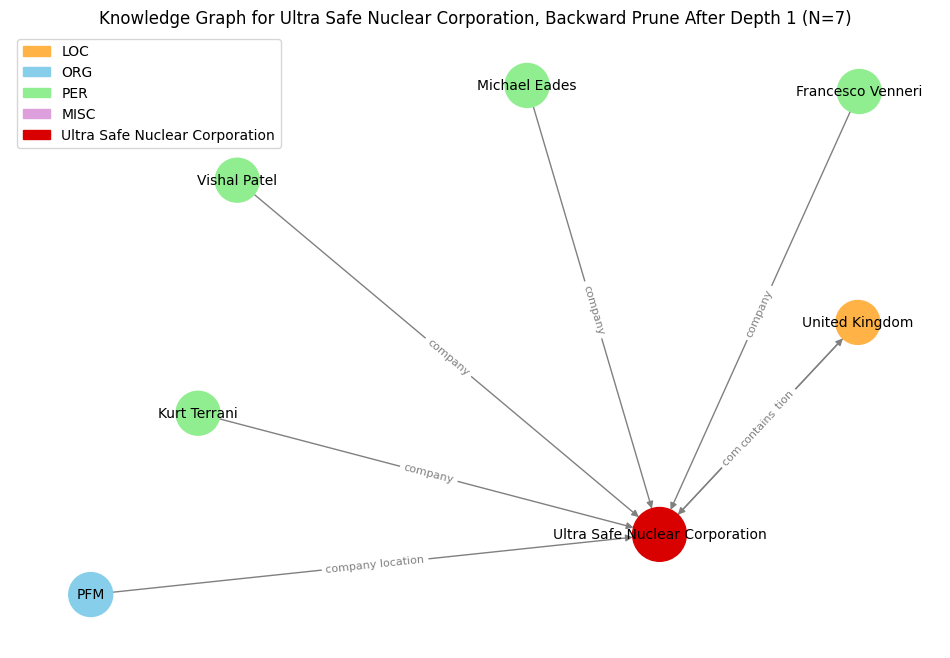 Knowledge Graph for Ultra Safe Nuclear Corporation, Backward Prune After Depth 1 (N=7)
LOC
ORG
PER
MISC
Ultra Safe Nuclear Corporation
Michael Eades
Francesco Venneri
Vishal Patel
company
company
United Kingdom
company
com contains tion
Kurt Terrani
company
Ultra Safe Nuclear Corporation
company location
PFM